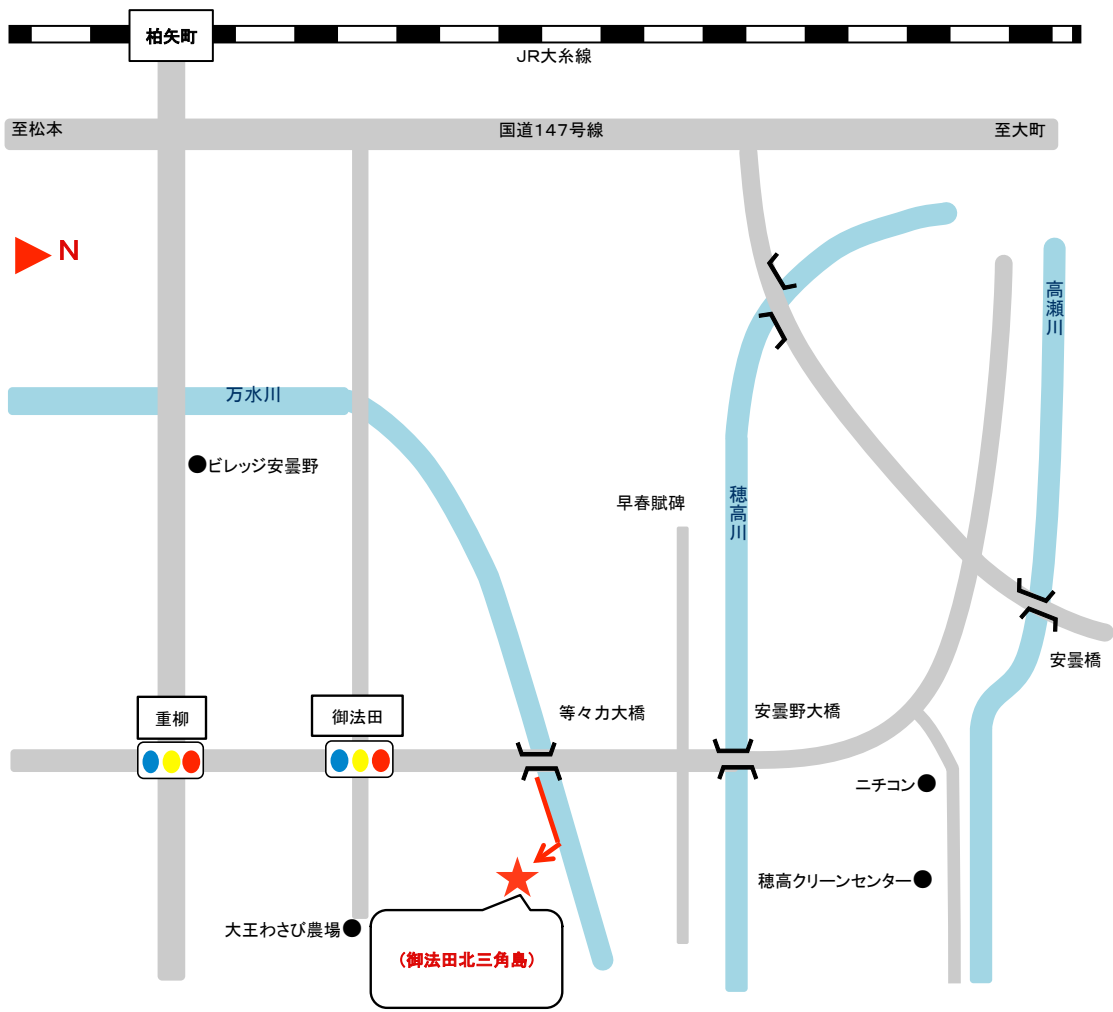 柏矢町
JR大糸線
至松本
国道147号線
至大町
N
高瀬川
万水川
ビレッジ安曇野
穂高川
早春賦碑
安曇橋
重柳
御法田
等々力大橋
安曇野大橋
ニチコン
穂高クリーンセンター
大王わさび農場
(御法田北三角島)